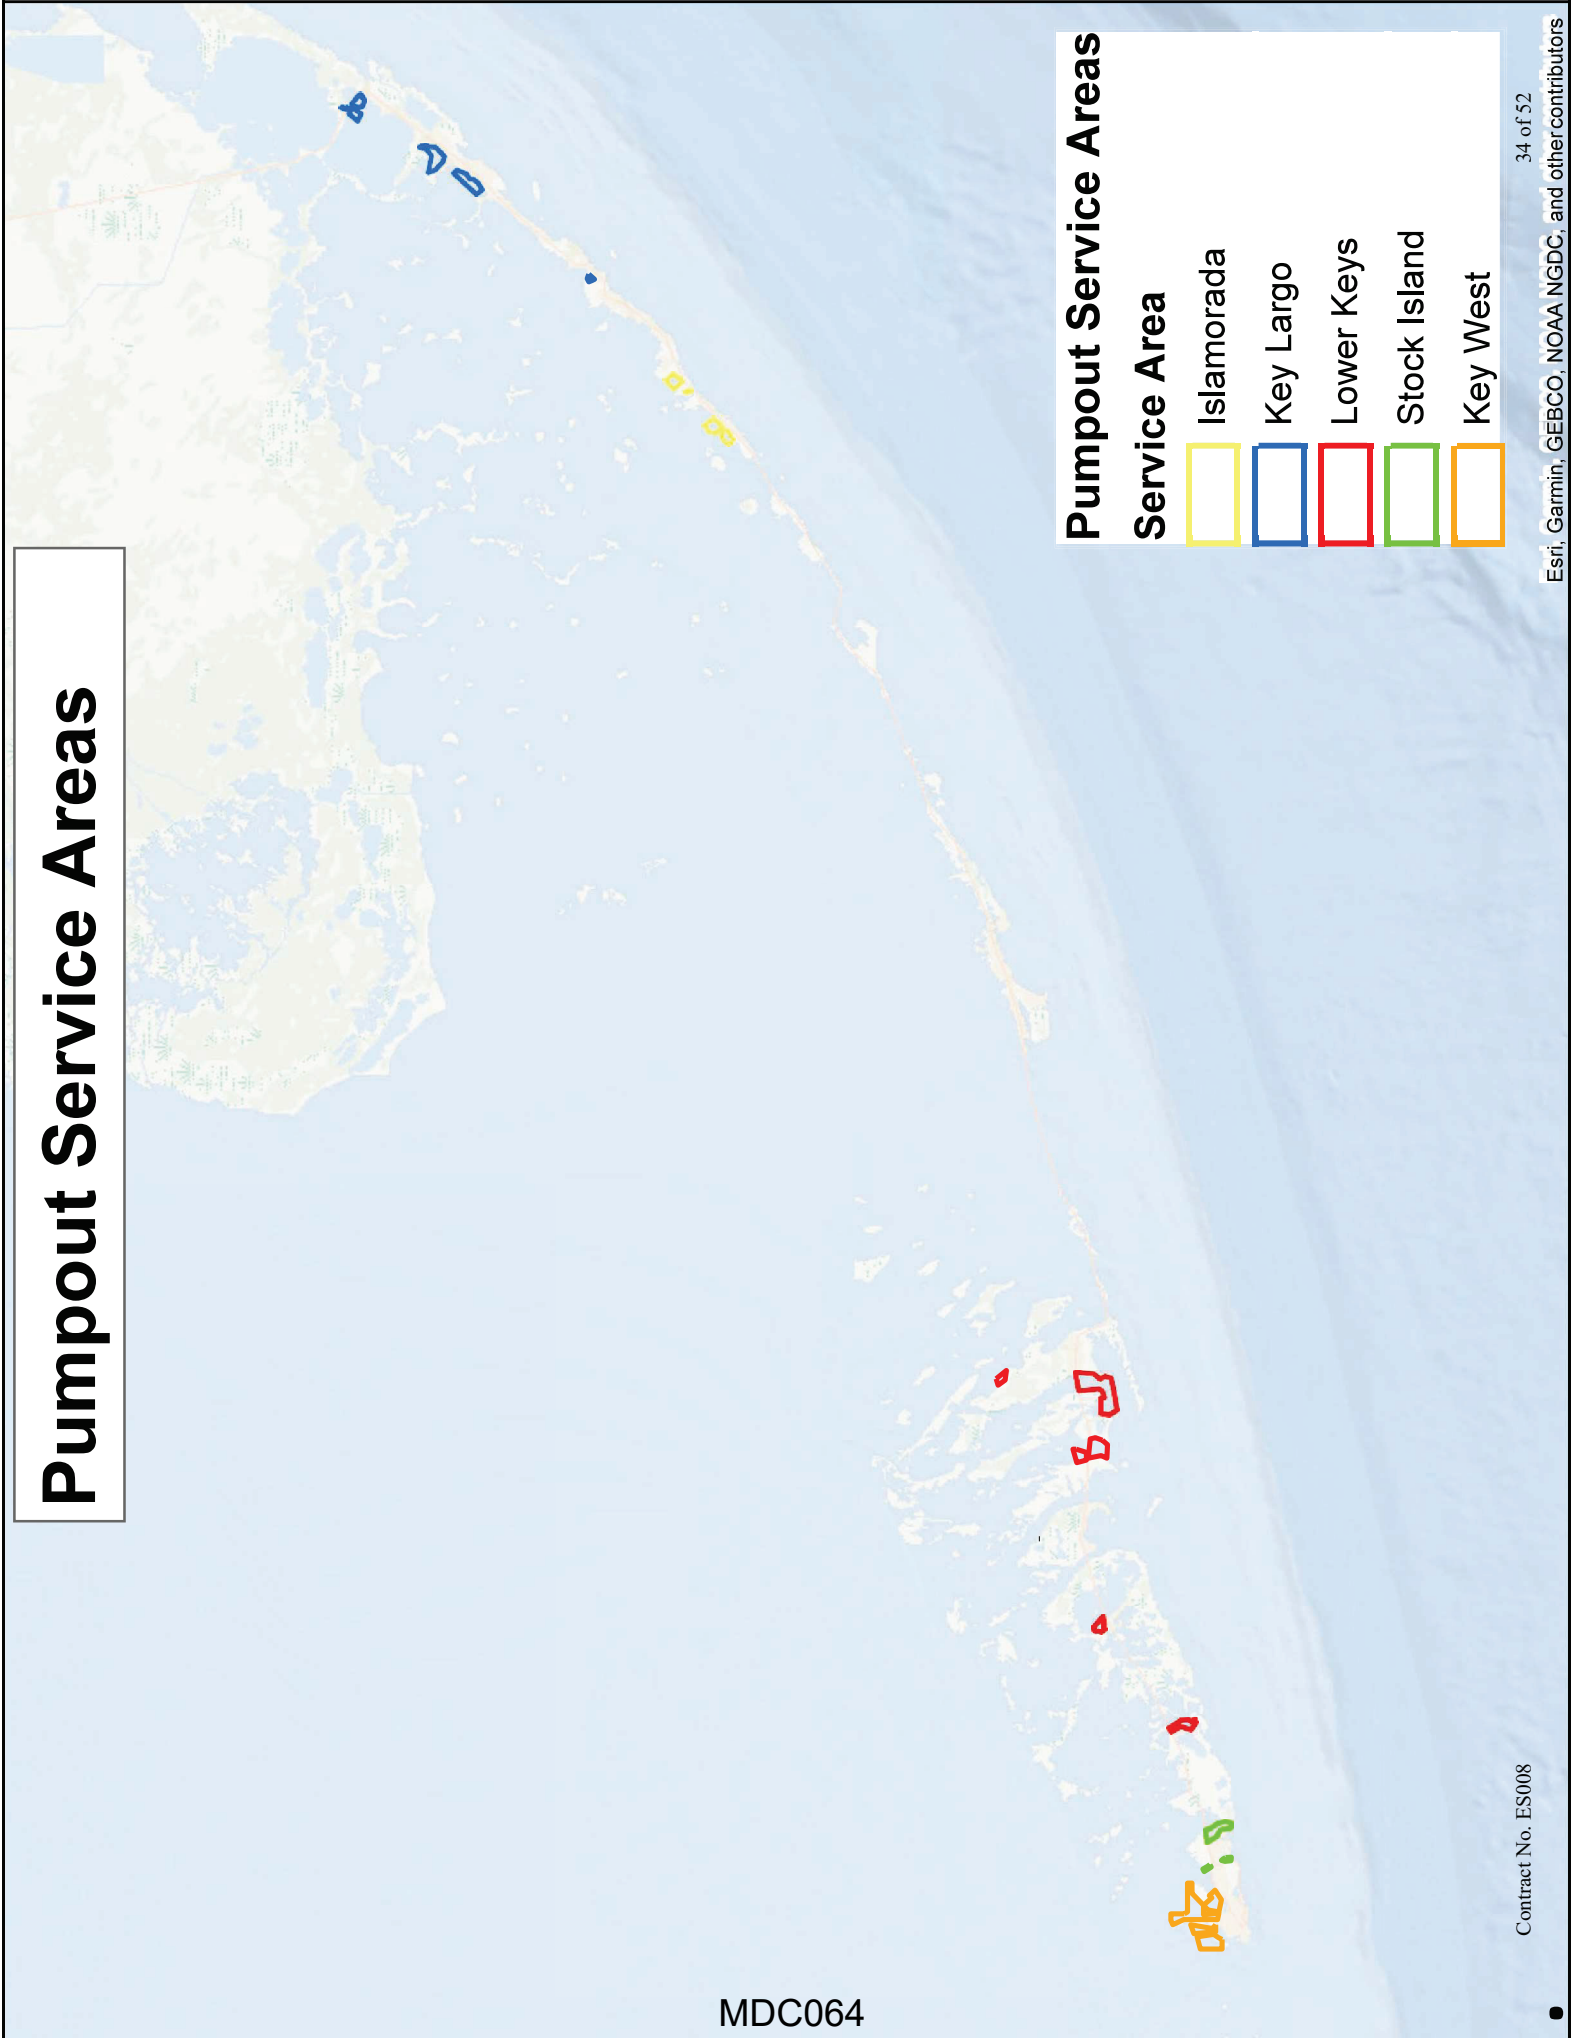 Pumpout Service Areas
Pumpout Service Areas
Service Area
Islamorada
Key Largo
Lower Keys
Stock Island
Key West
Contract No. ES008
34 of 52
Esri, Garmin, GEBCO, NOAA NGDC, and other contributors
MDC064